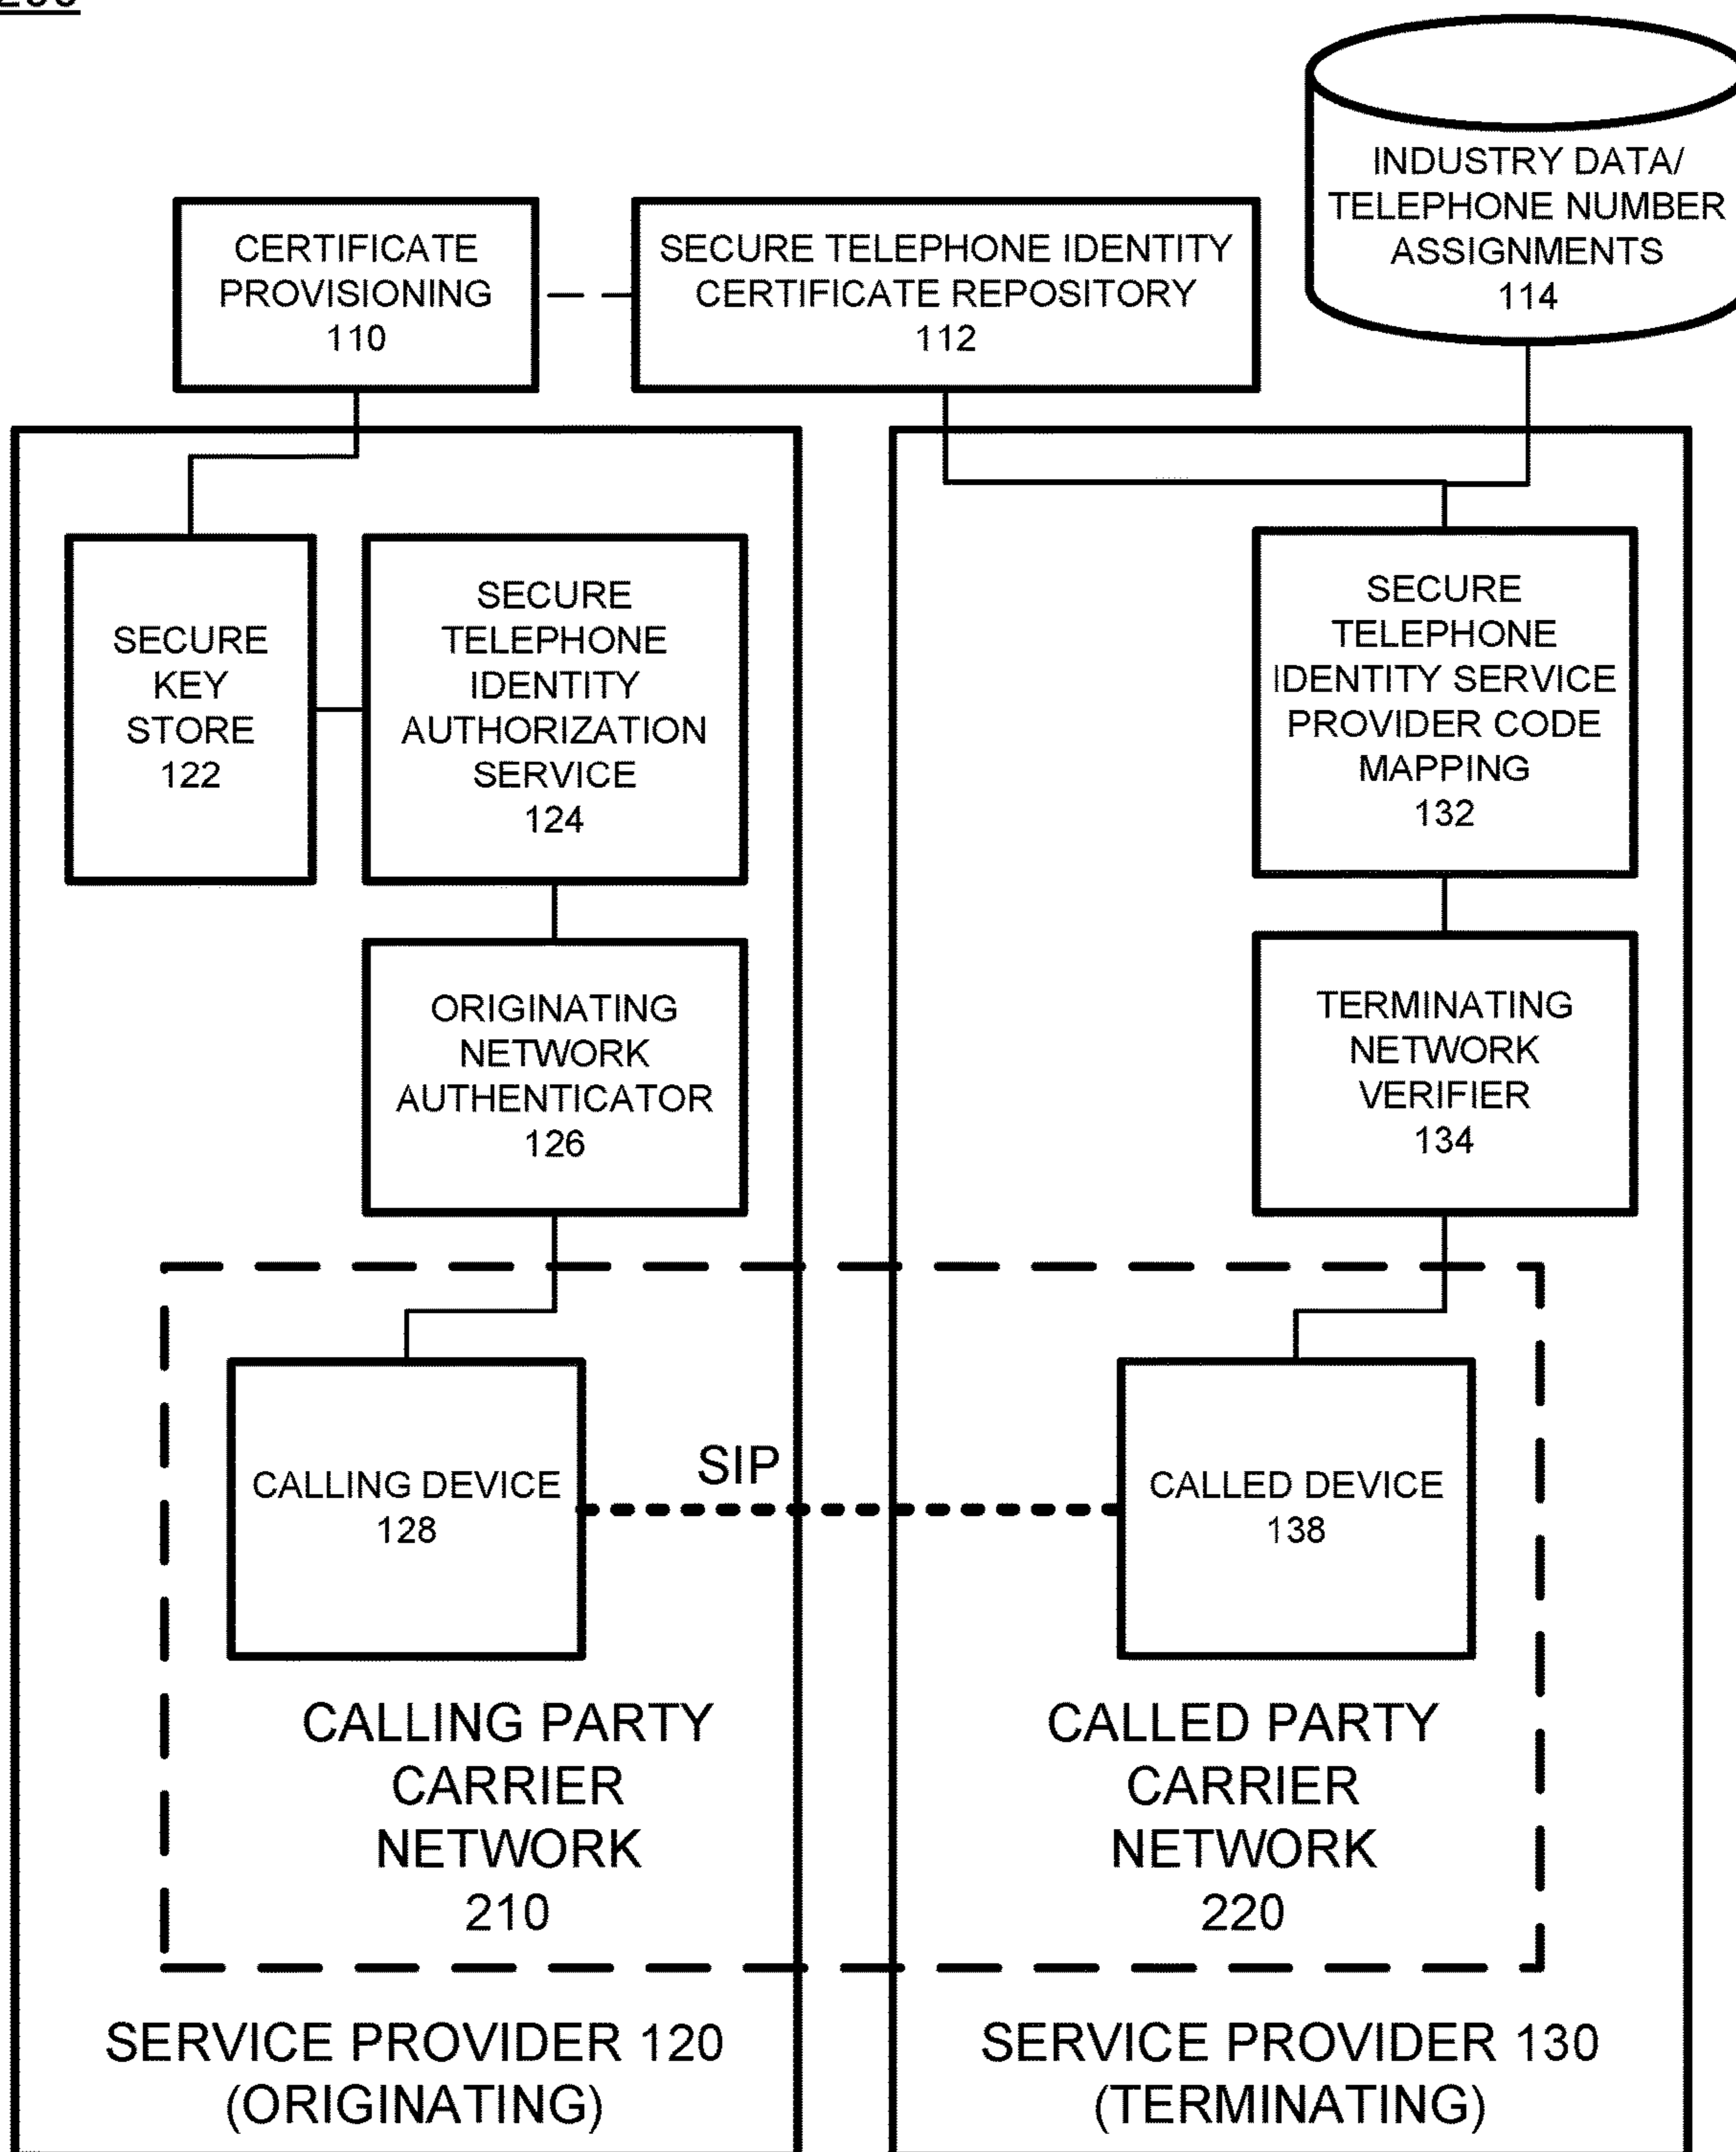 CERTIFICATE
PROVISIONING
110
SECURE TELEPHONE IDENTITY
CERTIFICATE REPOSITORY
112
INDUSTRY DATA/
TELEPHONE NUMBER
ASSIGNMENTS
114
SECURE
KEY
STORE
122
SECURE
TELEPHONE
IDENTITY
AUTHORIZATION
SERVICE
124
SECURE
TELEPHONE
IDENTITY SERVICE
PROVIDER CODE
MAPPING
132
ORIGINATING
NETWORK
AUTHENTICATOR
126
TERMINATING
NETWORK
VERIFIER
134
CALLING DEVICE
128
SIP
CALLED DEVICE
138
CALLING PARTY
CARRIER
NETWORK
210
CALLED PARTY
CARRIER
NETWORK
220
SERVICE PROVIDER 120
(ORIGINATING)
SERVICE PROVIDER 130
(TERMINATING)